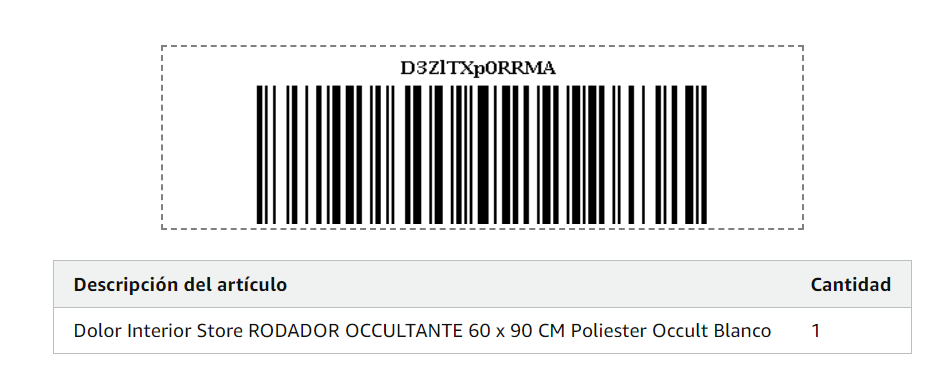 D3ZlTXp0RRMA
Descripción del artículo Cantidad
Dolor Interior Store RODADOR OCCULTANTE 60 x 90 CM Poliester Occult Blanco 1